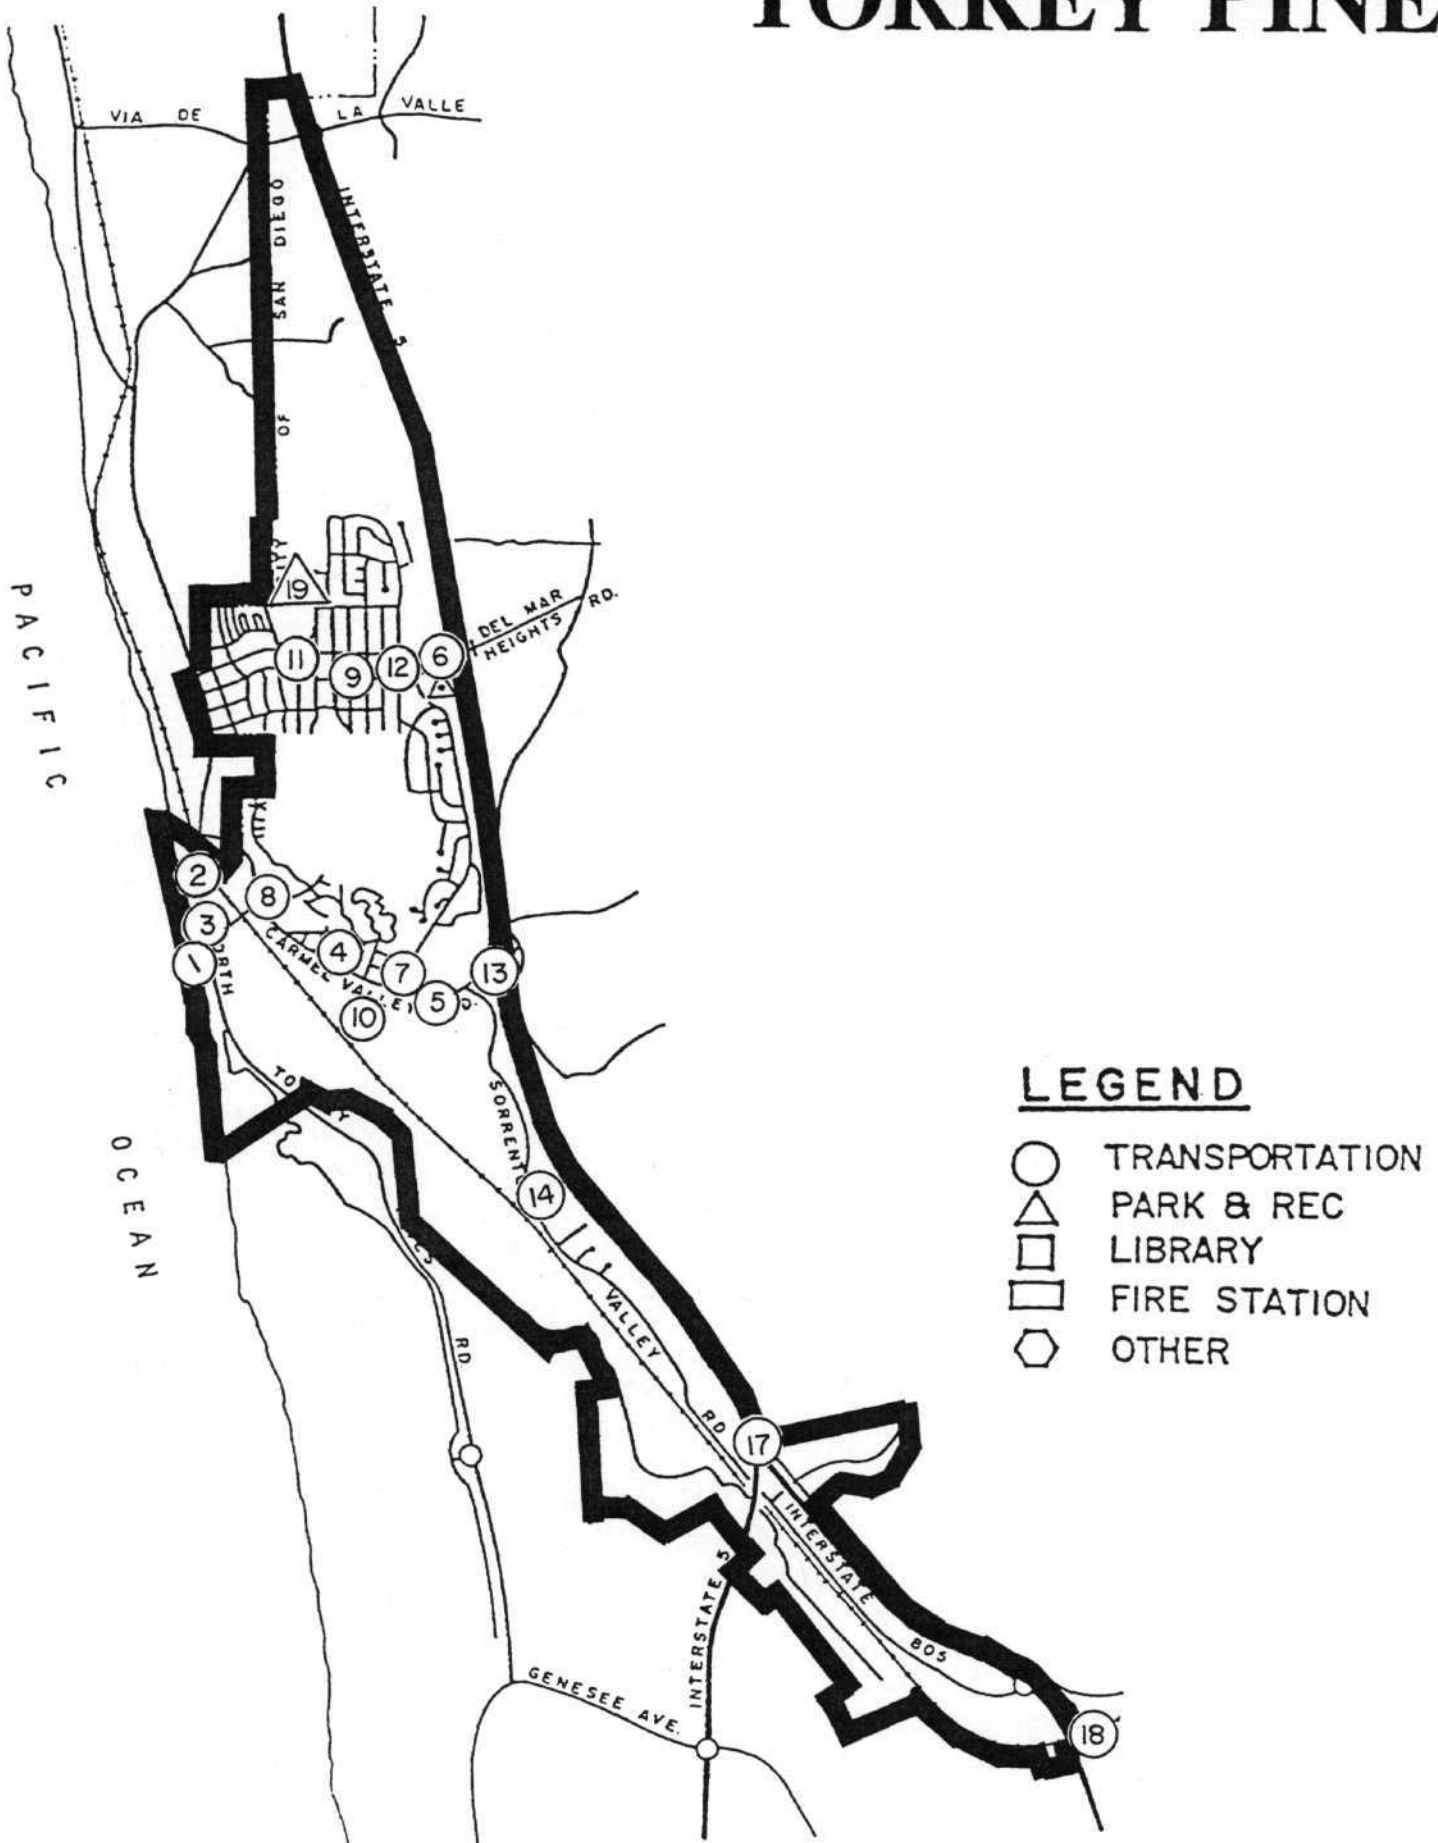 TORREY PINE
VIA DE LA VALLE
SAN DIEGO
INTERSTATE 5
OF
19
DEL MAR
HEIGHTS RD.
11
9
12
6
PACIFIC
2
8
3
1
CARMEL VALLEY
4
7
5
13
10
SORRENTO
LEGEND
TRANSPORTATION
PARK & REC
LIBRARY
FIRE STATION
OTHER
OCEAN
14
VALLEY
RD
RD
17
INTERSTATE
805
INTERSTATE 5
GENESEE AVE.
18